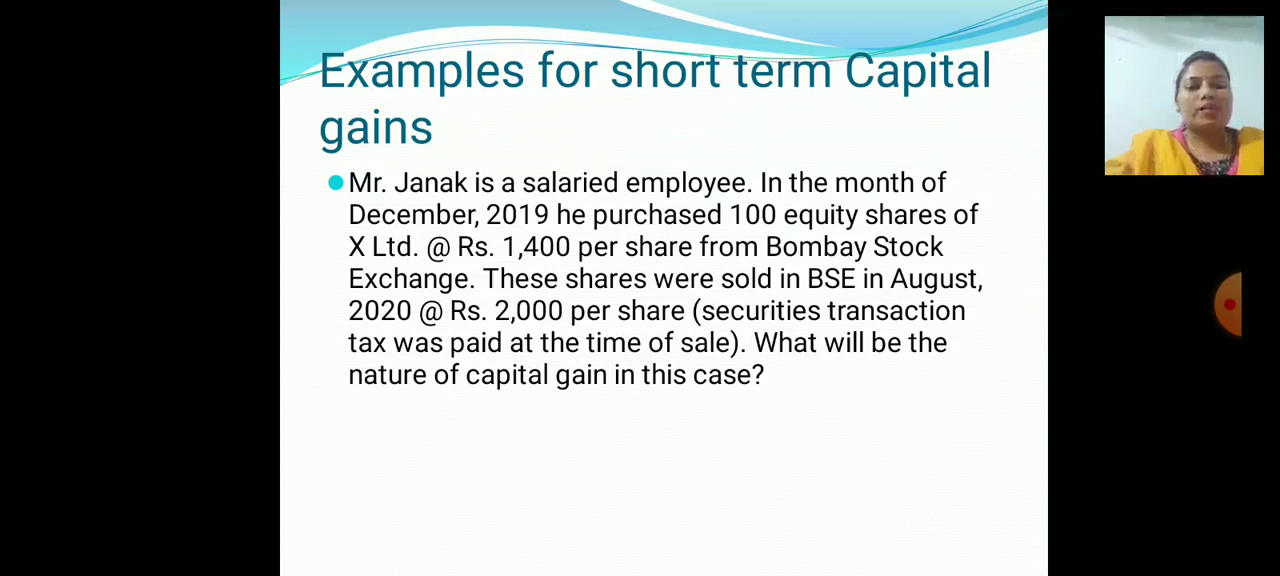 Examples for short term Capital
gains
Mr. Janak is a salaried employee. In the month of
December, 2019 he purchased 100 equity shares of
X Ltd. @ Rs. 1,400 per share from Bombay Stock
Exchange. These shares were sold in BSE in August,
2020 @ Rs. 2,000 per share (securities transaction
tax was paid at the time of sale). What will be the
nature of capital gain in this case?